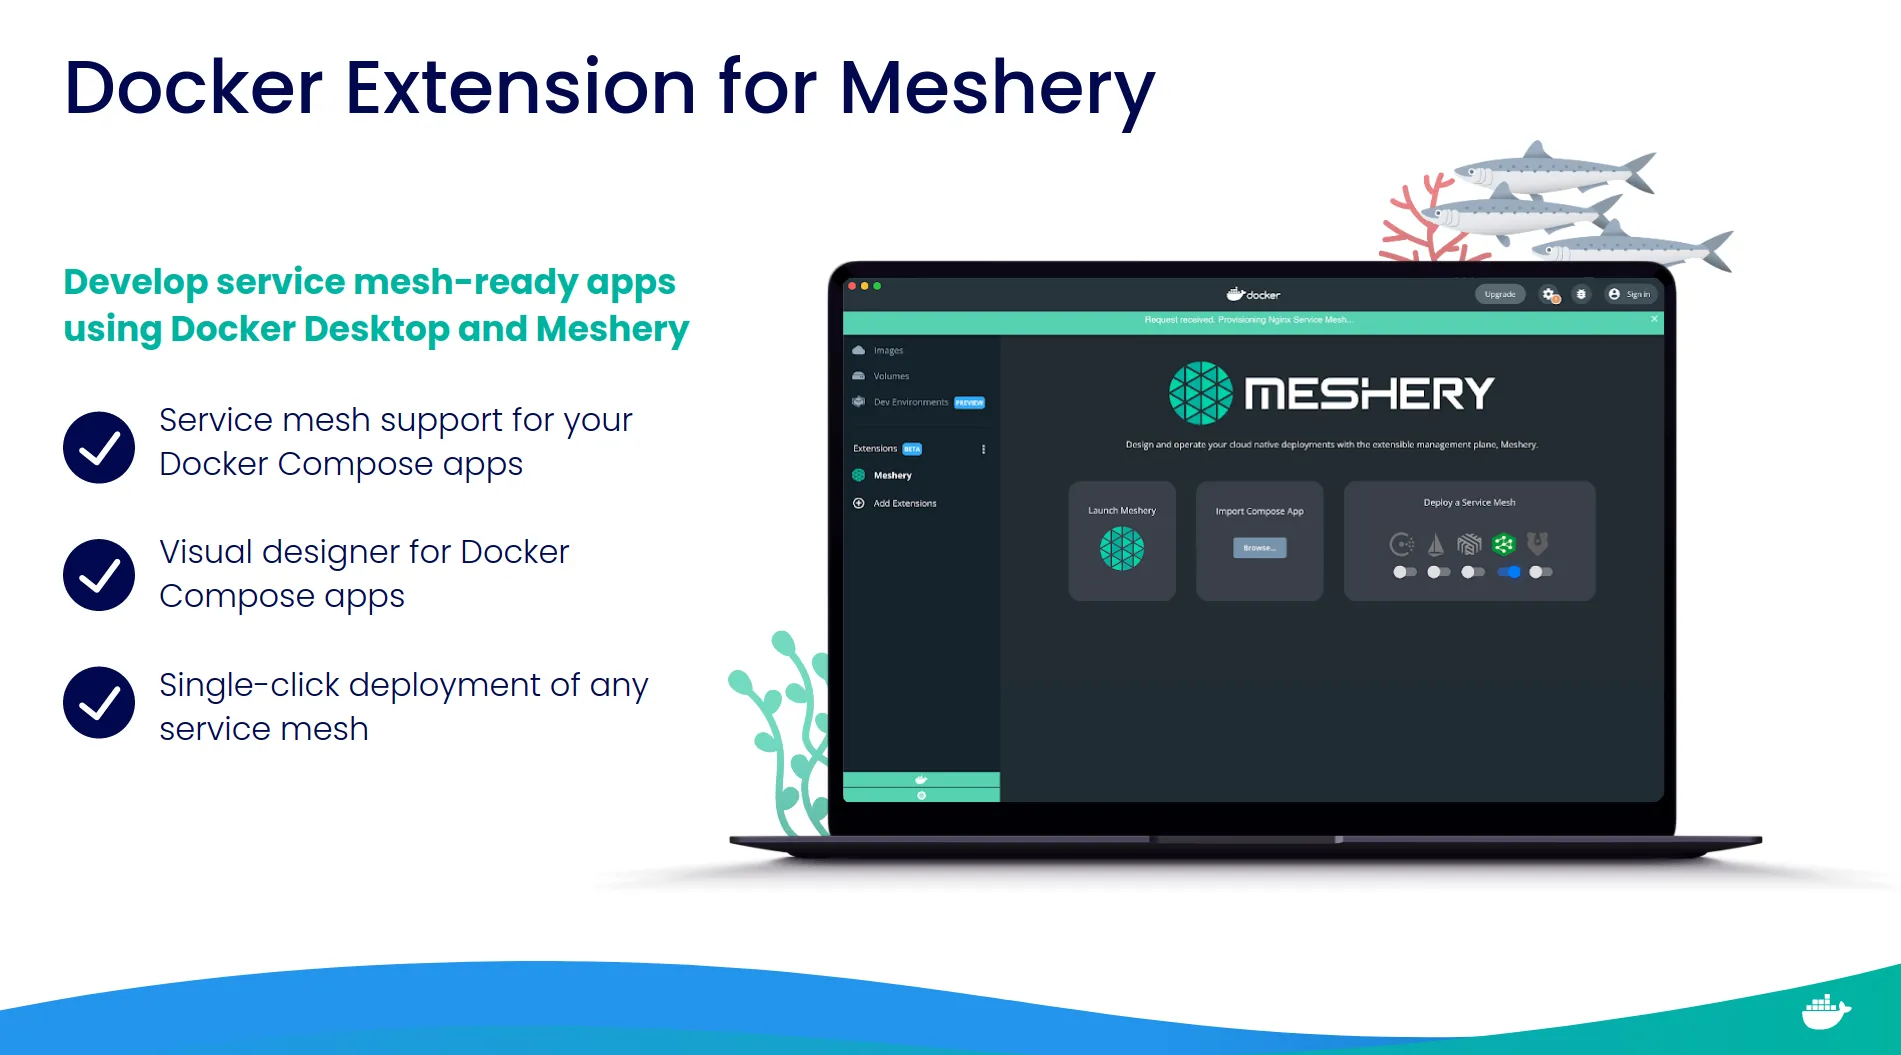 Docker Extension for Meshery
Develop service mesh-ready apps
using Docker Desktop and Meshery
Service mesh support for your
Docker Compose apps
Visual designer for Docker
Compose apps
Single-click deployment of any
service mesh
docker
Upgrade
Sign in
Request received. Provisioning Nginx Service Mesh...
Images
Volumes
Dev Environments PREVIEW
Extensions BETA
Meshery
Add Extensions
MESHERY
Design and operate your cloud native deployments with the extensible management plane, Meshery.
Launch Meshery
Import Compose App
Browse...
Deploy a Service Mesh